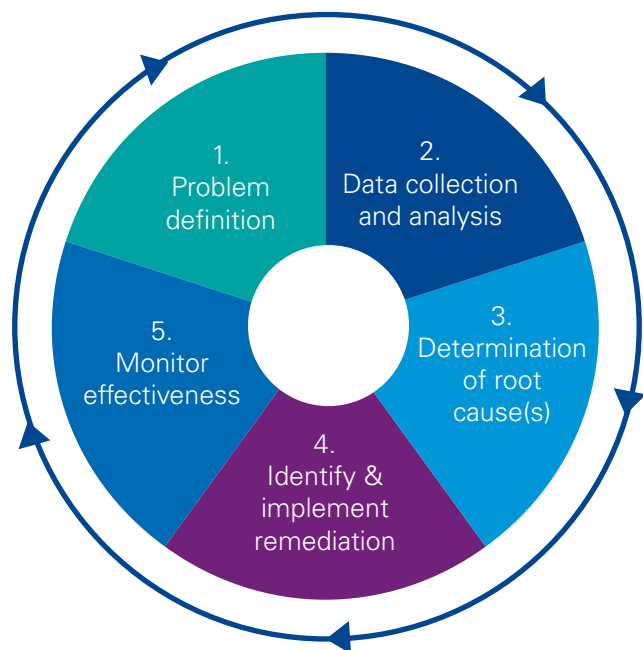 1.
Problem
definition
2.
Data collection
and analysis
3.
Determination
of root
cause(s)
4.
Identify &
implement
remediation
5.
Monitor
effectiveness